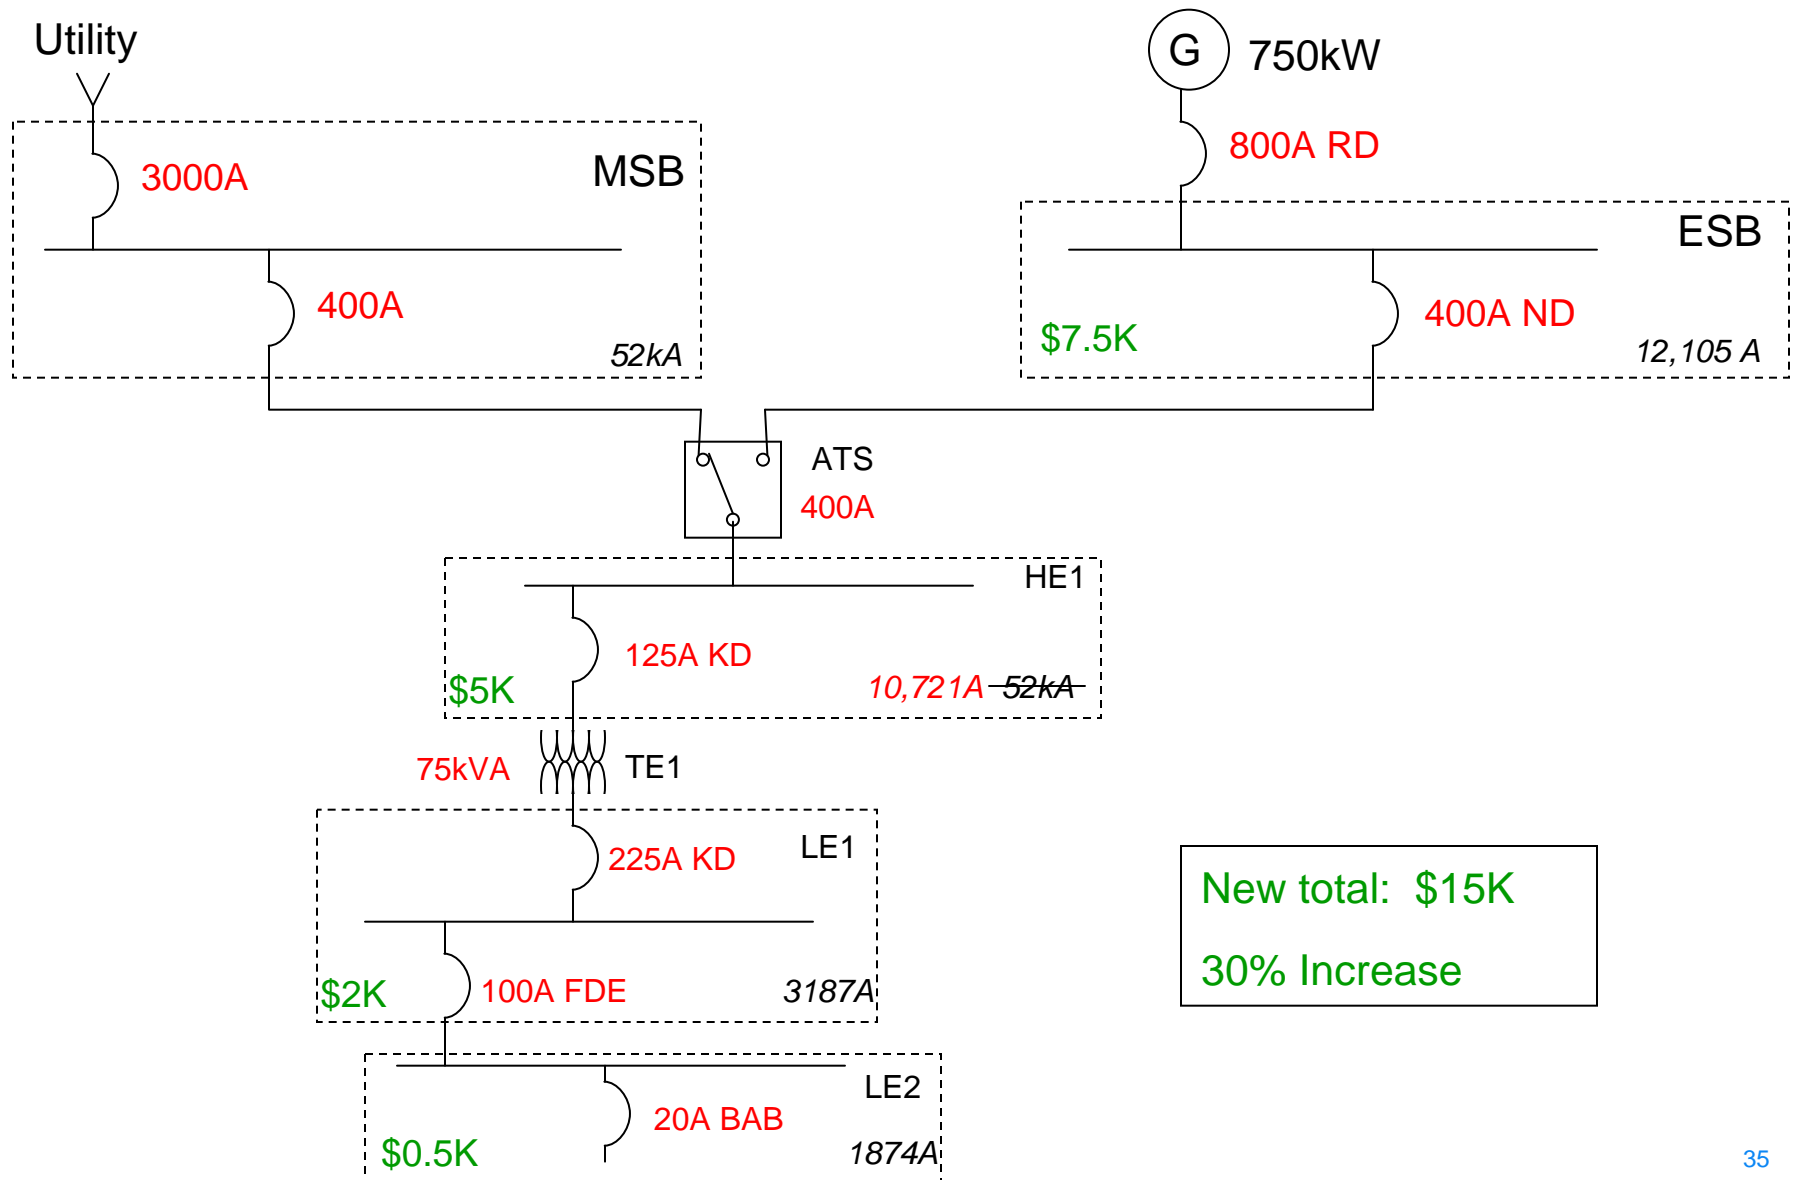 Utility
G
750kW
800A RD
MSB
3000A
ESB
400A
400A ND
$7.5K
52kA
12,105 A
ATS
400A
HE1
125A KD
$5K
10,721A 52kA
75kVA
TE1
LE1
225A KD
New total: $15K
30% Increase
$2K
100A FDE
3187A
LE2
20A BAB
$0.5K
1874A
35